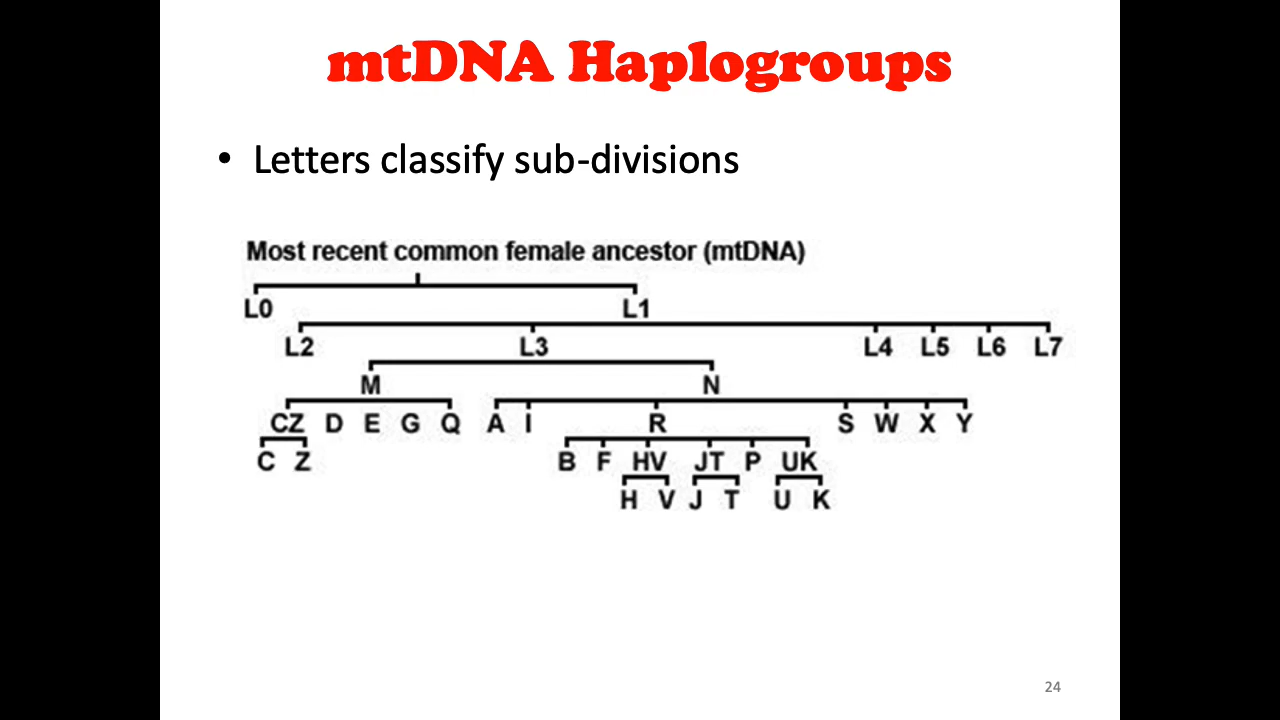 mtDNA Haplogroups
• Letters classify sub-divisions
Most recent common female ancestor (mtDNA)
L0 L1
L2 L3 L4 L5 L6 L7
M N
CZ D E G Q A I R S W X Y
C Z B F HV JT P UK
H V J T U K
24